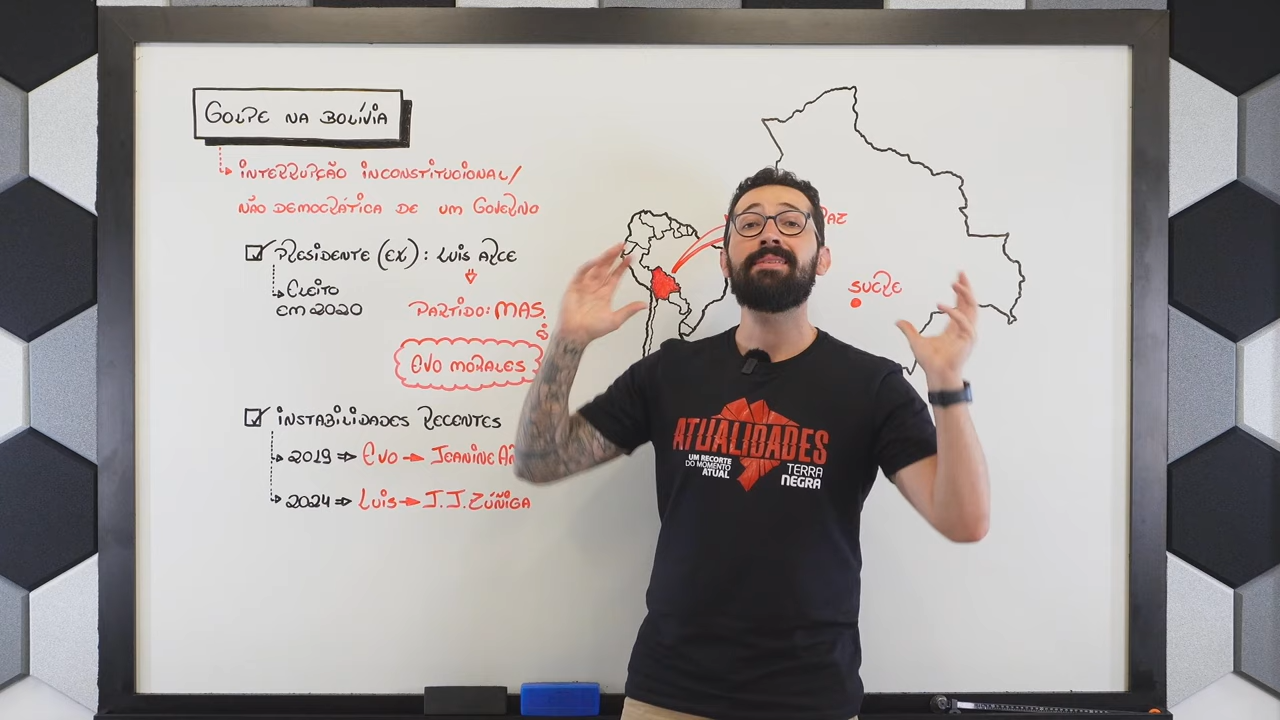 GOLPE NA BOLÍVIA
INTERRUPÇÃO INCONSTITUCIONAL/
NÃO DEMOCRÁTICA DE UM GOVERNO
PRESIDENTE (EX): LUIS ARCE
ELEITO
EM 2020
PARTIDO: MAS.
EVO MORALES
INSTABILIDADES RECENTES
2019 ⇒ EVO → JEANINE AÑ
2024 ⇒ LUIS → J.J. ZÚÑIGA
PAZ
SUCRE
ATUALIDADES
UM RECORTE
DO MOMENTO
ATUAL
TERRA
NEGRA